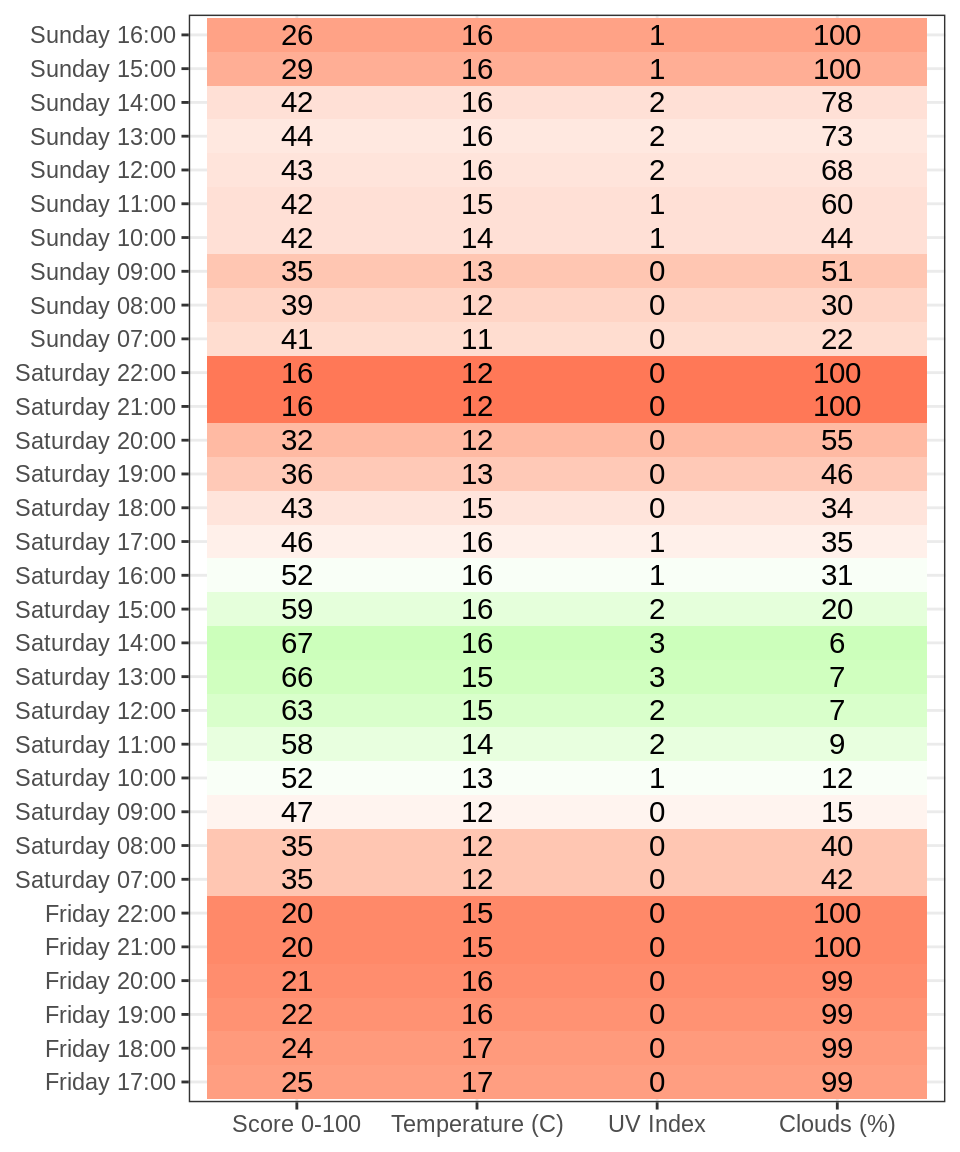 Sunday 16:00 26 16 1 100
Sunday 15:00 29 16 1 100
Sunday 14:00 42 16 2 78
Sunday 13:00 44 16 2 73
Sunday 12:00 43 16 2 68
Sunday 11:00 42 15 1 60
Sunday 10:00 42 14 1 44
Sunday 09:00 35 13 0 51
Sunday 08:00 39 12 0 30
Sunday 07:00 41 11 0 22
Saturday 22:00 16 12 0 100
Saturday 21:00 16 12 0 100
Saturday 20:00 32 12 0 55
Saturday 19:00 36 13 0 46
Saturday 18:00 43 15 0 34
Saturday 17:00 46 16 1 35
Saturday 16:00 52 16 1 31
Saturday 15:00 59 16 2 20
Saturday 14:00 67 16 3 6
Saturday 13:00 66 15 3 7
Saturday 12:00 63 15 2 7
Saturday 11:00 58 14 2 9
Saturday 10:00 52 13 1 12
Saturday 09:00 47 12 0 15
Saturday 08:00 35 12 0 40
Saturday 07:00 35 12 0 42
Friday 22:00 20 15 0 100
Friday 21:00 20 15 0 100
Friday 20:00 21 16 0 99
Friday 19:00 22 16 0 99
Friday 18:00 24 17 0 99
Friday 17:00 25 17 0 99
Score 0-100 Temperature (C) UV Index Clouds (%)